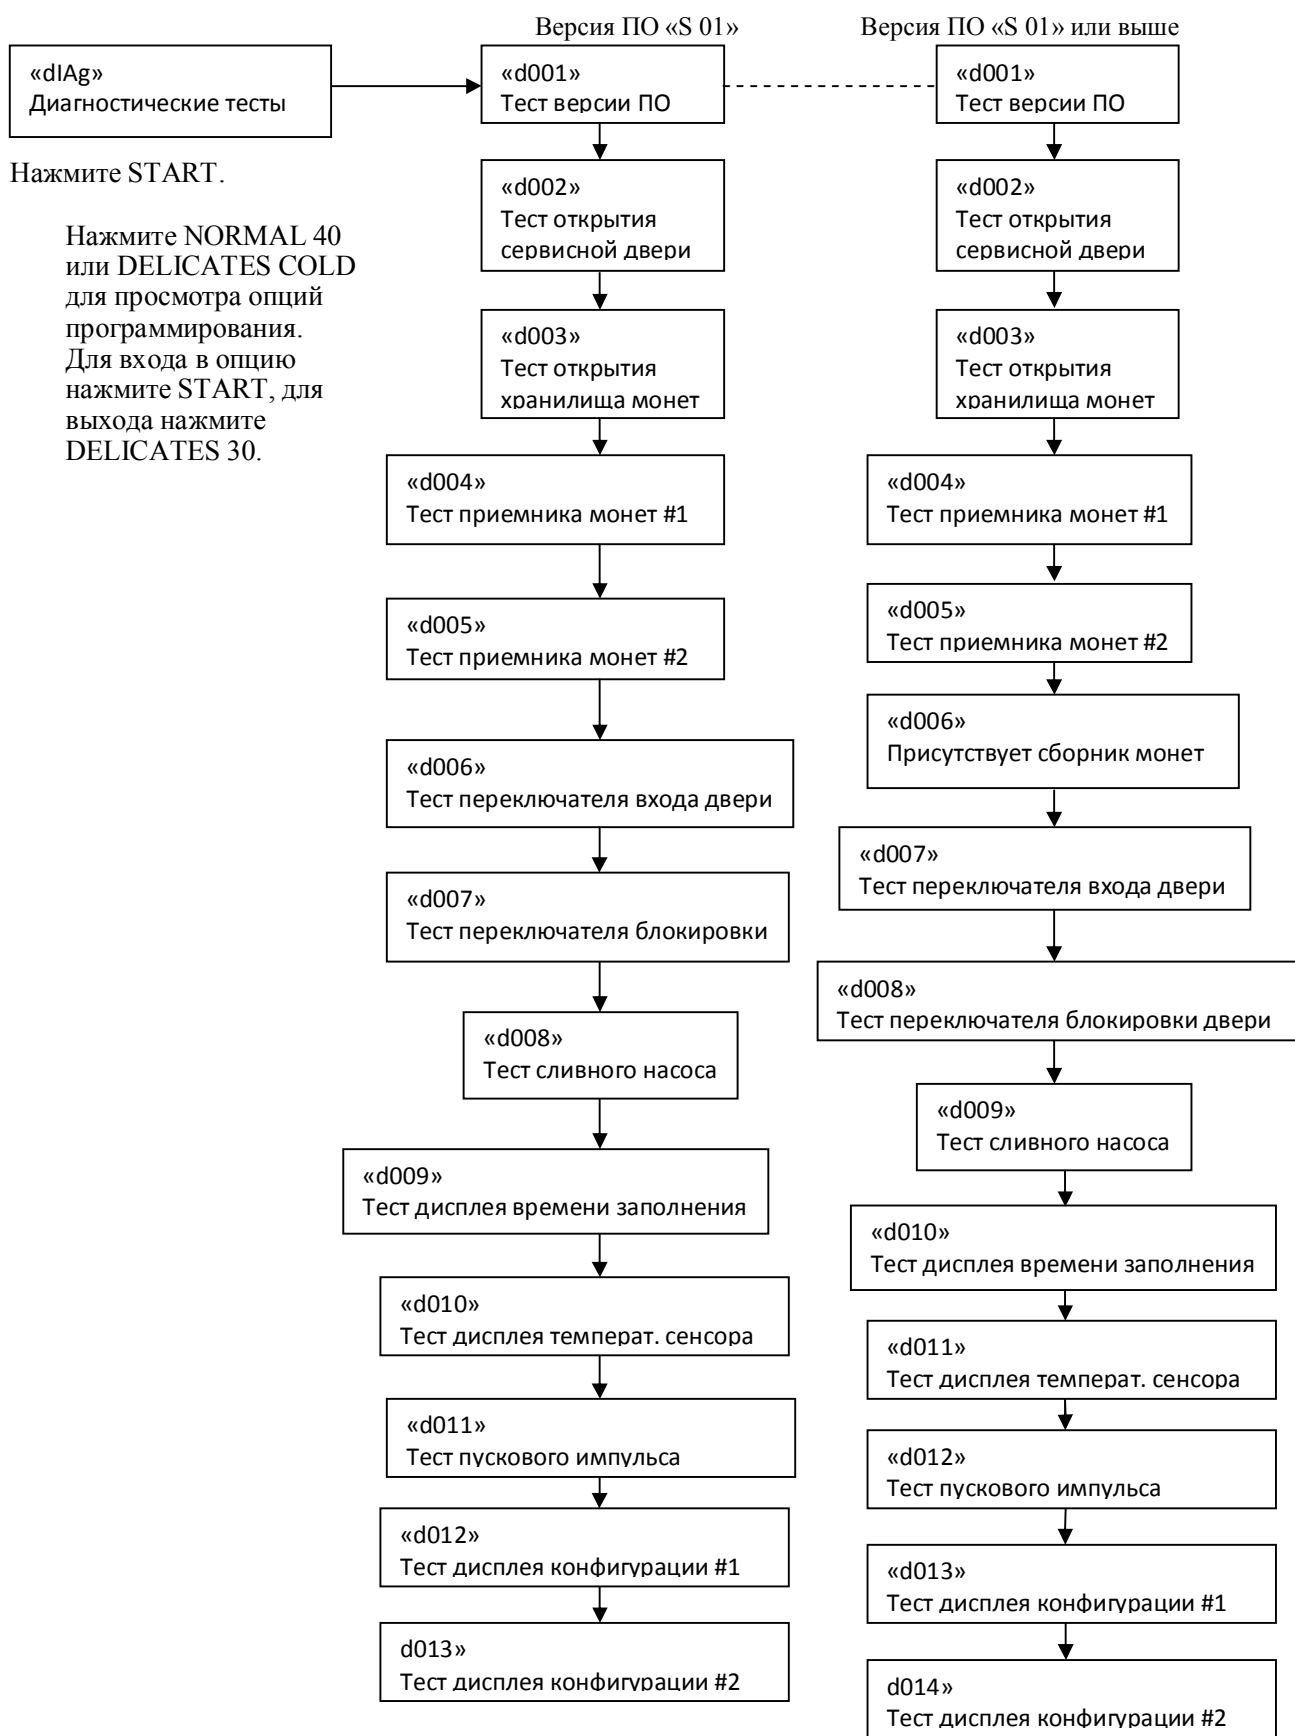 Версия ПО «S 01»
Версия ПО «S 01» или выше
«dIAg»
Диагностические тесты
Нажмите START.
Нажмите NORMAL 40
или DELICATES COLD
для просмотра опций
программирования.
Для входа в опцию
нажмите START, для
выхода нажмите
DELICATES 30.
«d001»
Тест версии ПО
«d002»
Тест открытия
сервисной двери
«d003»
Тест открытия
хранилища монет
«d004»
Тест приемника монет #1
«d005»
Тест приемника монет #2
«d006»
Тест переключателя входа двери
«d007»
Тест переключателя блокировки
«d008»
Тест сливного насоса
«d009»
Тест дисплея времени заполнения
«d010»
Тест дисплея температ. сенсора
«d011»
Тест пускового импульса
«d012»
Тест дисплея конфигурации #1
d013»
Тест дисплея конфигурации #2
«d001»
Тест версии ПО
«d002»
Тест открытия
сервисной двери
«d003»
Тест открытия
хранилища монет
«d004»
Тест приемника монет #1
«d005»
Тест приемника монет #2
«d006»
Присутствует сборник монет
«d007»
Тест переключателя входа двери
«d008»
Тест переключателя блокировки двери
«d009»
Тест сливного насоса
«d010»
Тест дисплея времени заполнения
«d011»
Тест дисплея температ. сенсора
«d012»
Тест пускового импульса
«d013»
Тест дисплея конфигурации #1
d014»
Тест дисплея конфигурации #2